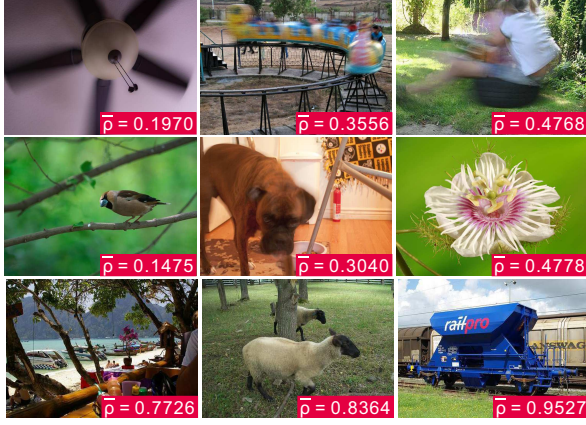 ρ̅ = 0.1970
ρ̅ = 0.3556
ρ̅ = 0.4768
ρ̅ = 0.1475
ρ̅ = 0.3040
ρ̅ = 0.4778
railpro
ANSWAG
ρ̅ = 0.7726
ρ̅ = 0.8364
ρ̅ = 0.9527